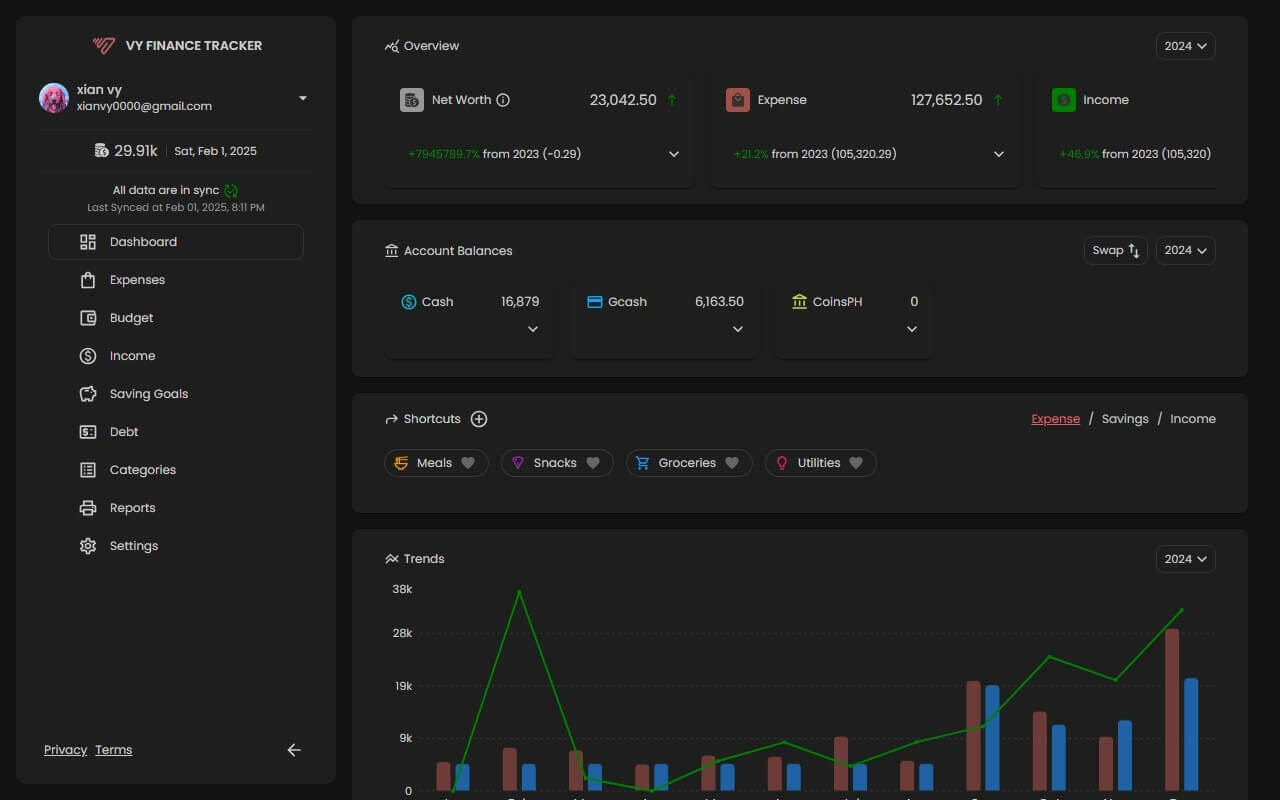 VY FINANCE TRACKER
xian vy
xianvy0000@gmail.com
29.91k Sat, Feb 1, 2025
All data are in sync
Last Synced at Feb 01, 2025, 8:11 PM
Dashboard
Expenses
Budget
Income
Saving Goals
Debt
Categories
Reports
Settings
Privacy Terms
Overview 2024
Net Worth 23,042.50
+7945789.7% from 2023 (-0.29)
Expense 127,652.50
+21.2% from 2023 (105,320.29)
Income
+46.9% from 2023 (105,320)
Account Balances Swap 2024
Cash 16,879
Gcash 6,163.50
CoinsPH 0
Shortcuts Expense / Savings / Income
Meals Snacks Groceries Utilities
Trends 2024
38k
28k
19k
9k
0